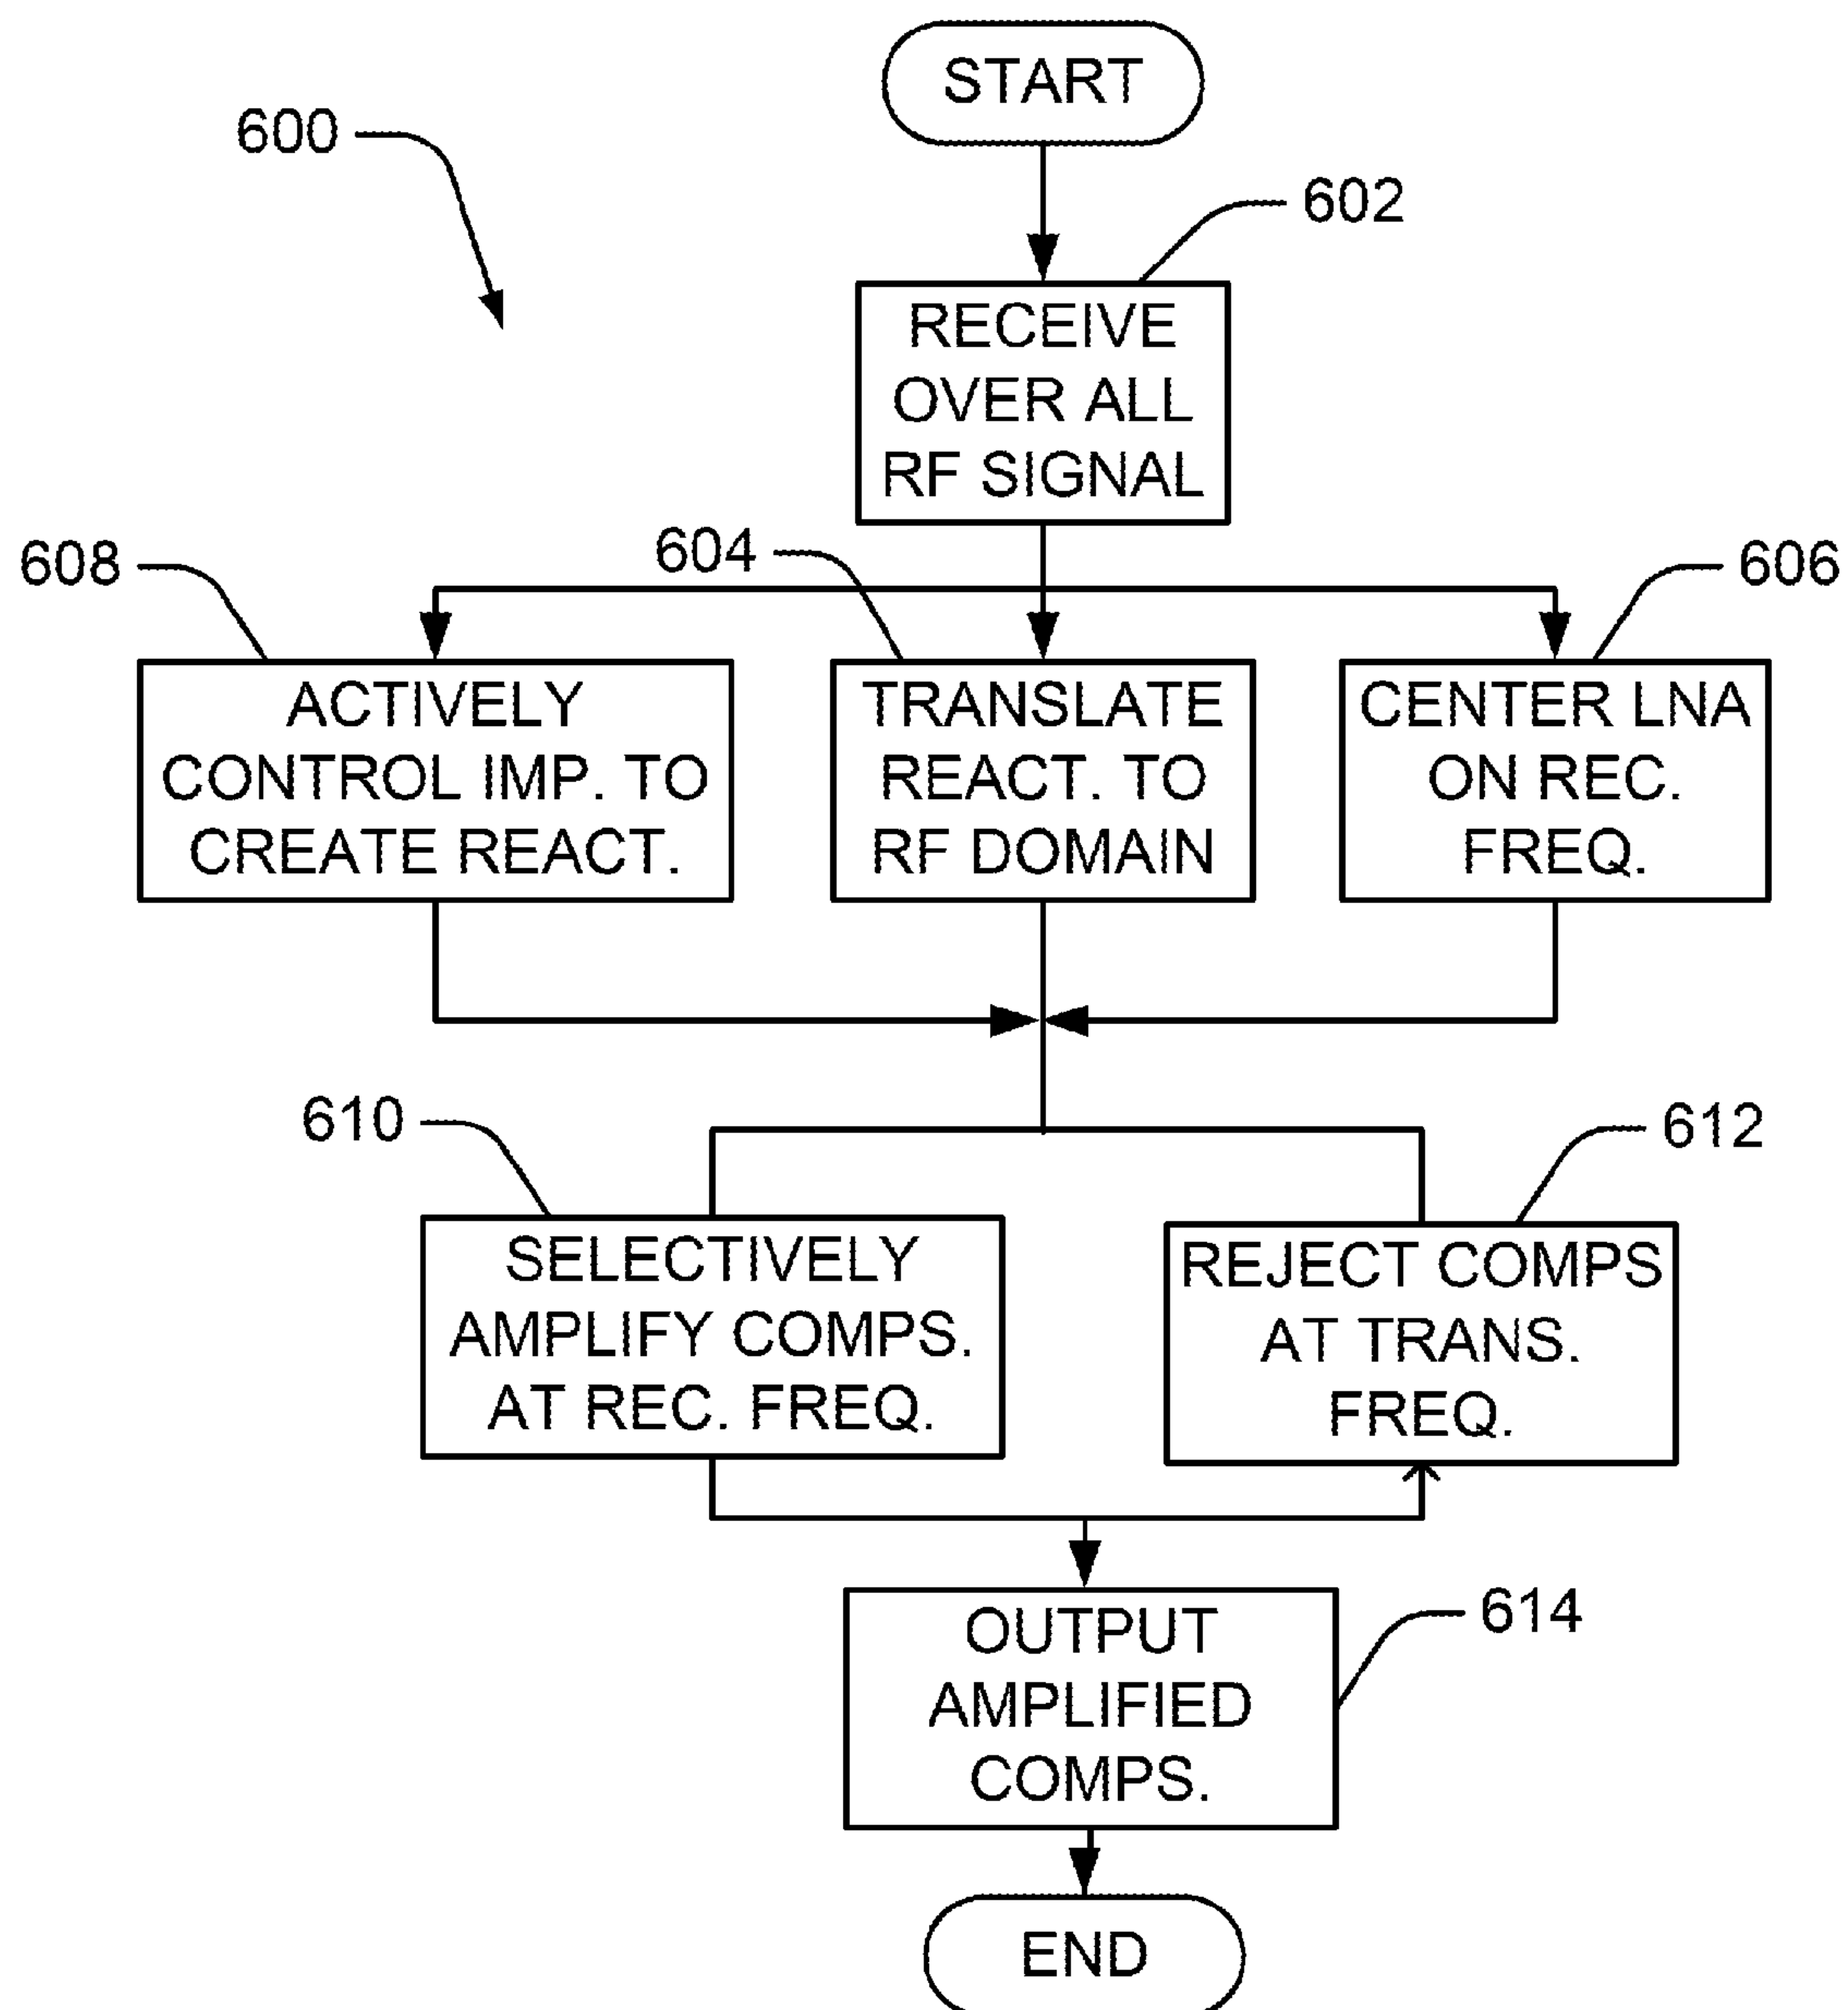 START
600
602
RECEIVE
OVER ALL
RF SIGNAL
608
604
606
ACTIVELY
CONTROL IMP. TO
CREATE REACT.
TRANSLATE
REACT. TO
RF DOMAIN
CENTER LNA
ON REC.
FREQ.
610
612
SELECTIVELY
AMPLIFY COMPS.
AT REC. FREQ.
REJECT COMPS
AT TRANS.
FREQ.
614
OUTPUT
AMPLIFIED
COMPS.
END